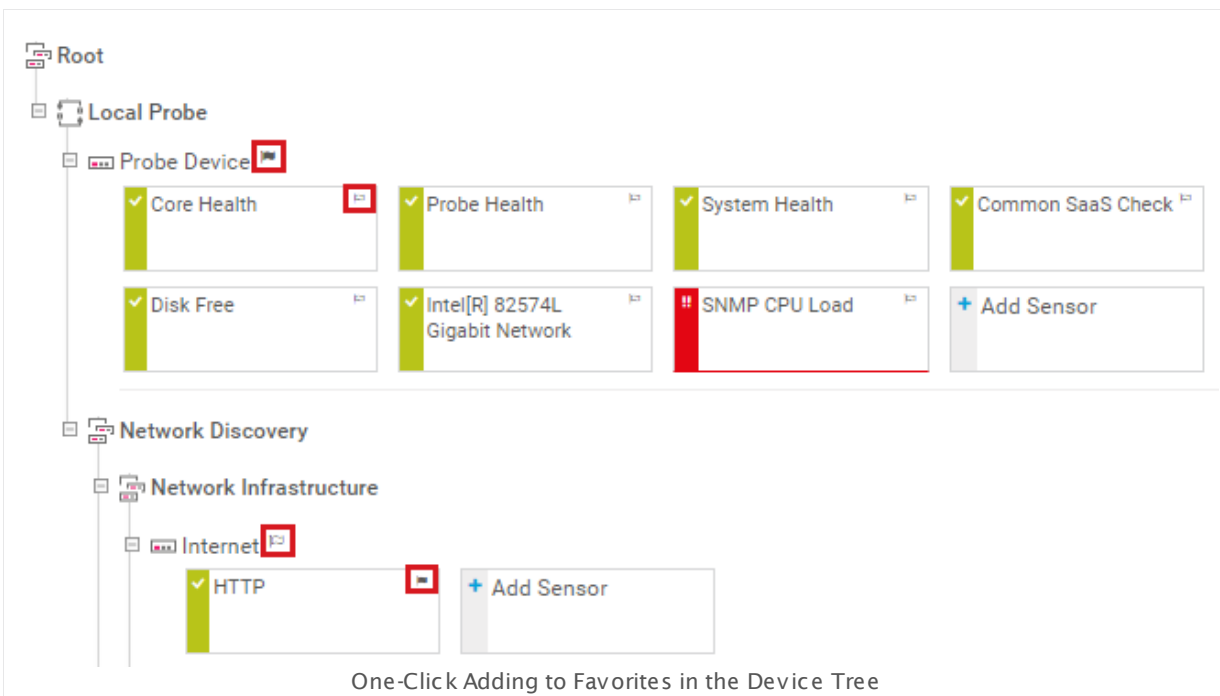 Root
Local Probe
Probe Device
Core Health
Probe Health
System Health
Common SaaS Check
Disk Free
Intel[R] 82574L
Gigabit Network
SNMP CPU Load
+ Add Sensor
Network Discovery
Network Infrastructure
Internet
HTTP
+ Add Sensor
One-Click Adding to Favorites in the Device Tree